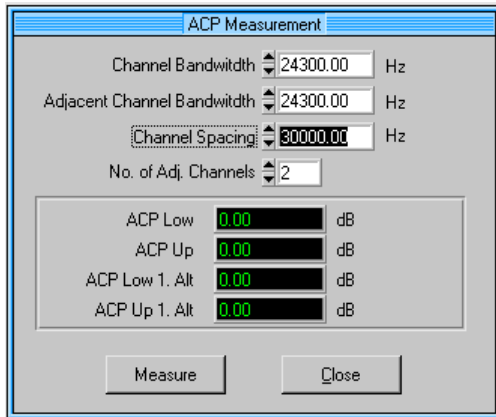 ACP Measurement
Channel Bandwitdth 24300.00 Hz
Adjacent Channel Bandwitdth 24300.00 Hz
Channel Spacing 30000.00 Hz
No. of Adj. Channels 2
ACP Low 0.00 dB
ACP Up 0.00 dB
ACP Low 1. Alt 0.00 dB
ACP Up 1. Alt 0.00 dB
Measure Close